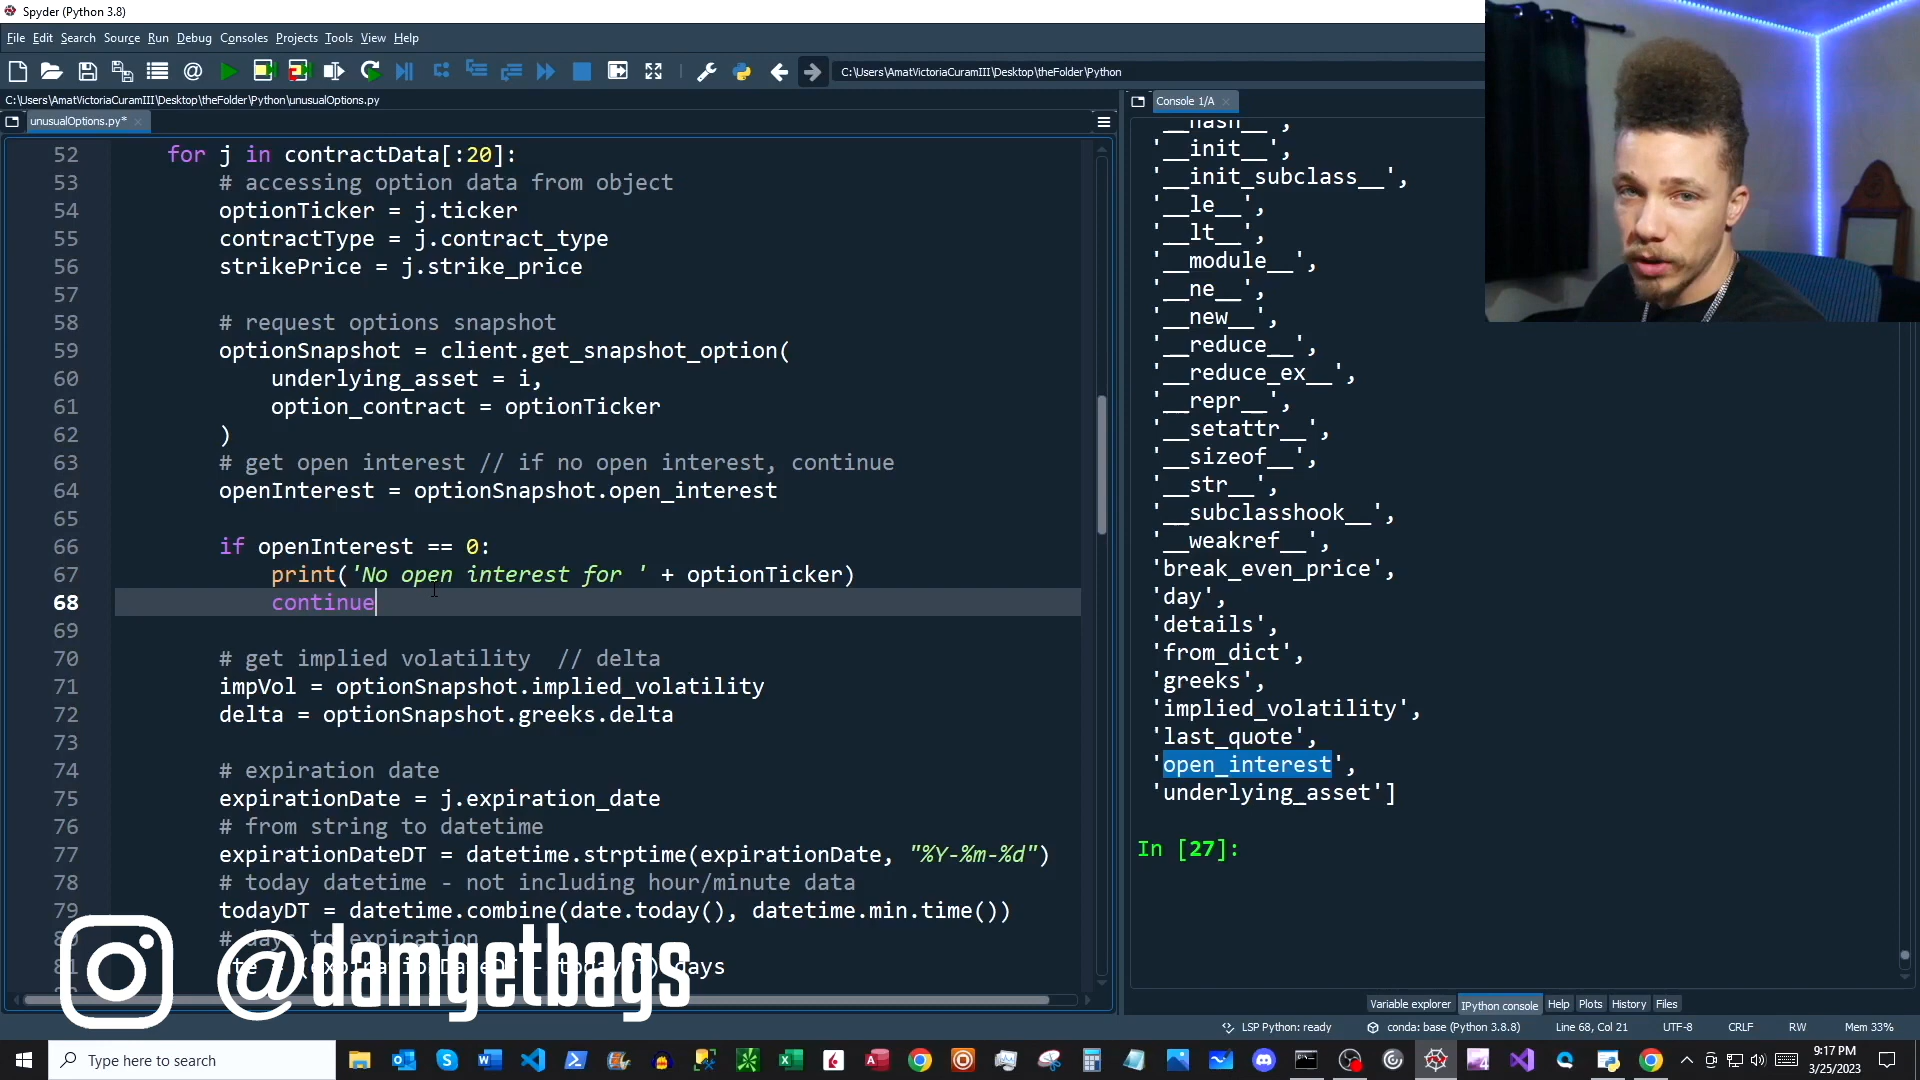 Spyder (Python 3.8)
File Edit Search Source Run Debug Consoles Projects Tools View Help
C:\Users\AmatVictoriaCuramIII\Desktop\theFolder\Python
C:\Users\AmatVictoriaCuramIII\Desktop\theFolder\Python\unusualOptions.py
unusualOptions.py*
52 for j in contractData[:20]:
53 # accessing option data from object
54 optionTicker = j.ticker
55 contractType = j.contract_type
56 strikePrice = j.strike_price
57
58 # request options snapshot
59 optionSnapshot = client.get_snapshot_option(
60 underlying_asset = i,
61 option_contract = optionTicker
62 )
63 # get open interest // if no open interest, continue
64 openInterest = optionSnapshot.open_interest
65
66 if openInterest == 0:
67 print('No open interest for ' + optionTicker)
68 continue
69
70 # get implied volatility // delta
71 impVol = optionSnapshot.implied_volatility
72 delta = optionSnapshot.greeks.delta
73
74 # expiration date
75 expirationDate = j.expiration_date
76 # from string to datetime
77 expirationDateDT = datetime.strptime(expirationDate, "%Y-%m-%d")
78 # today datetime - not including hour/minute data
79 todayDT = datetime.combine(date.today(), datetime.min.time())
# days to expiration
days
@damgetbags
Console 1/A
'__hash__',
'__init__',
'__init_subclass__',
'__le__',
'__lt__',
'__module__',
'__ne__',
'__new__',
'__reduce__',
'__reduce_ex__',
'__repr__',
'__setattr__',
'__sizeof__',
'__str__',
'__subclasshook__',
'__weakref__',
'break_even_price',
'day',
'details',
'from_dict',
'greeks',
'implied_volatility',
'last_quote',
'open_interest',
'underlying_asset']
In [27]:
Variable explorer IPython console Help Plots History Files
LSP Python: ready conda: base (Python 3.8.8) Line 68, Col 21 UTF-8 CRLF RW Mem 33%
Type here to search
9:17 PM
3/25/2023